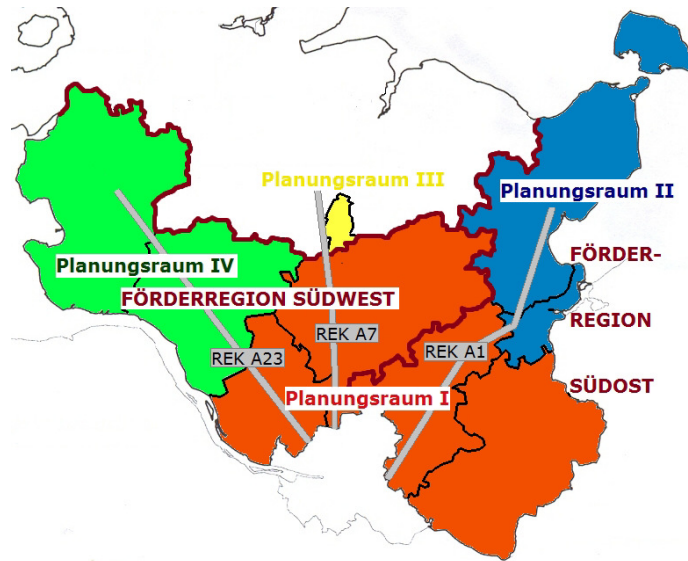 Planungsraum III
Planungsraum II
Planungsraum IV
FÖRDER-
FÖRDERREGION SÜDWEST
REGION
REK A7
REK A23
REK A1
SÜDOST
Planungsraum I